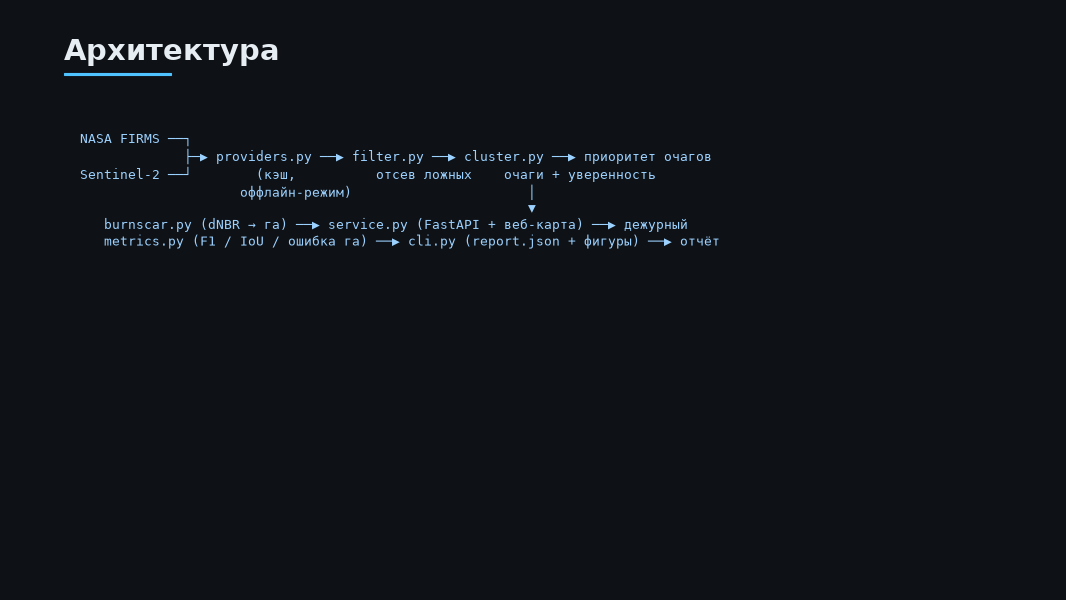 Архитектура
NASA FIRMS ──┐
├─▶ providers.py ──▶ filter.py ──▶ cluster.py ──▶ приоритет очагов
Sentinel-2 ──┘ (кэш, отсев ложных очаги + уверенность
оффлайн-режим) │
▼
burnscar.py (dNBR → га) ──▶ service.py (FastAPI + веб-карта) ──▶ дежурный
metrics.py (F1 / IoU / ошибка га) ──▶ cli.py (report.json + фигуры) ──▶ отчёт